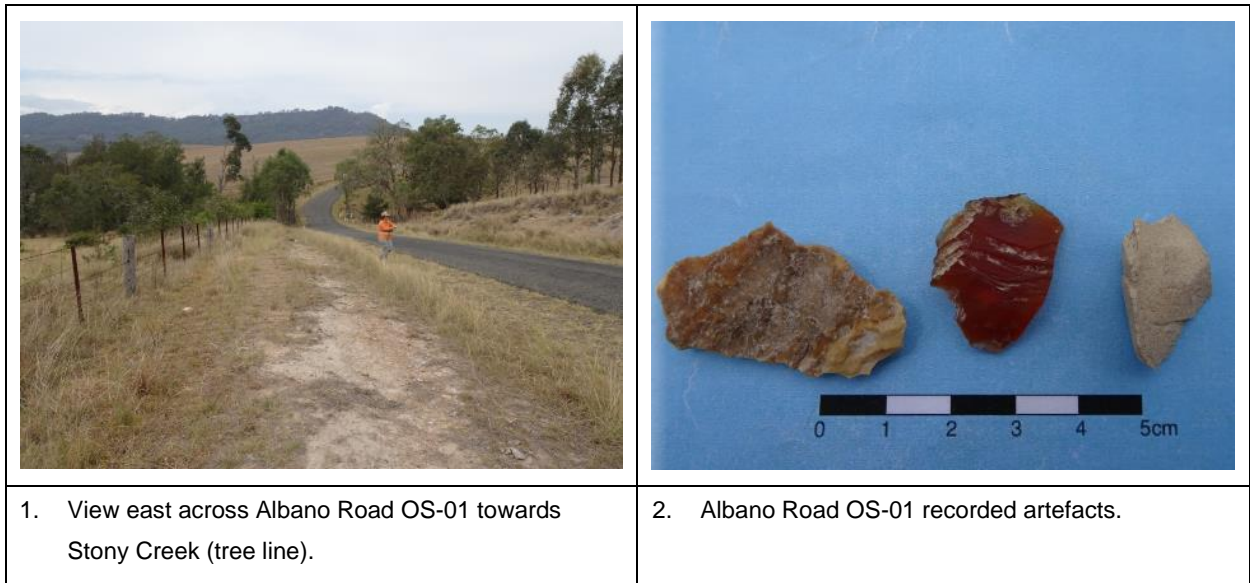 0 1 2 3 4 5cm
1. View east across Albano Road OS-01 towards
Stony Creek (tree line).
2. Albano Road OS-01 recorded artefacts.